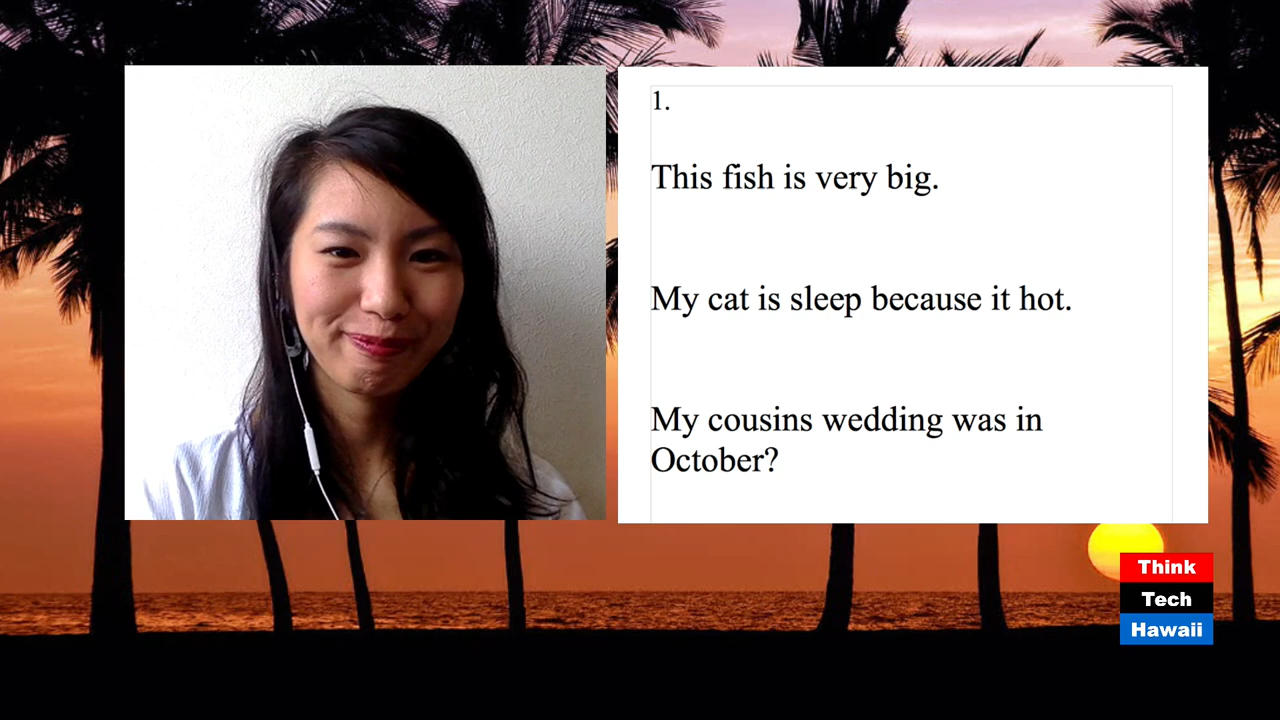 1.
This fish is very big.
My cat is sleep because it hot.
My cousins wedding was in
October?
Think
Tech
Hawaii